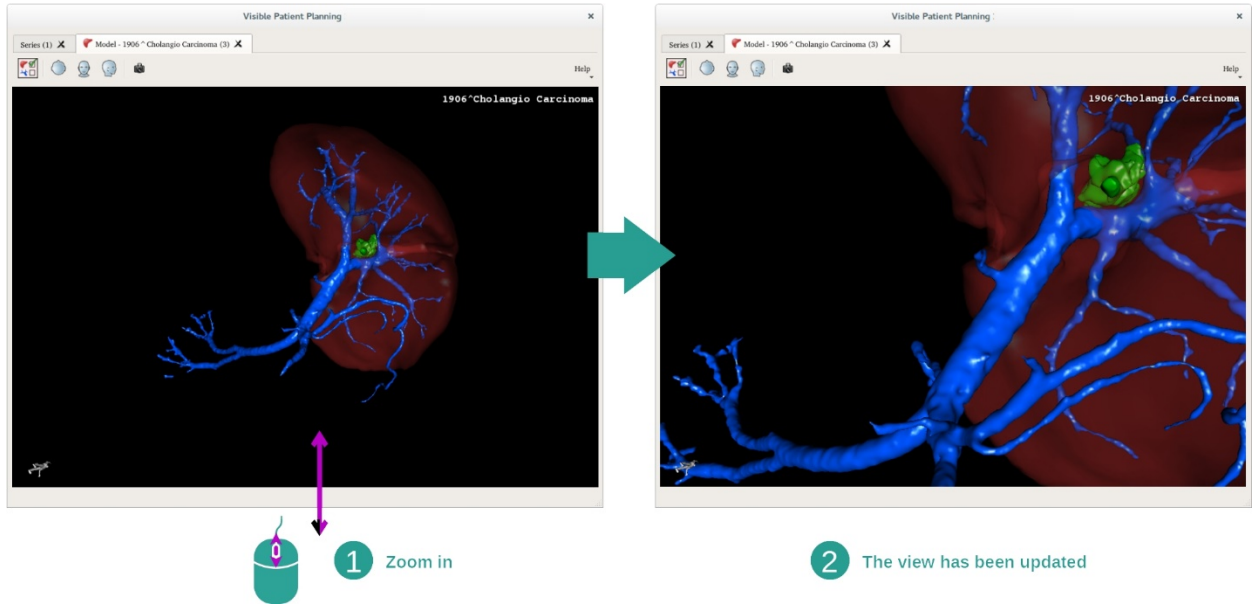 Visible Patient Planning
Series (1)
Model - 1906 ^ Cholangio Carcinoma (3)
Help
1906^Cholangio Carcinoma
1 Zoom in
Visible Patient Planning
Series (1)
Model - 1906 ^ Cholangio Carcinoma (3)
Help
1906^Cholangio Carcinoma
2 The view has been updated